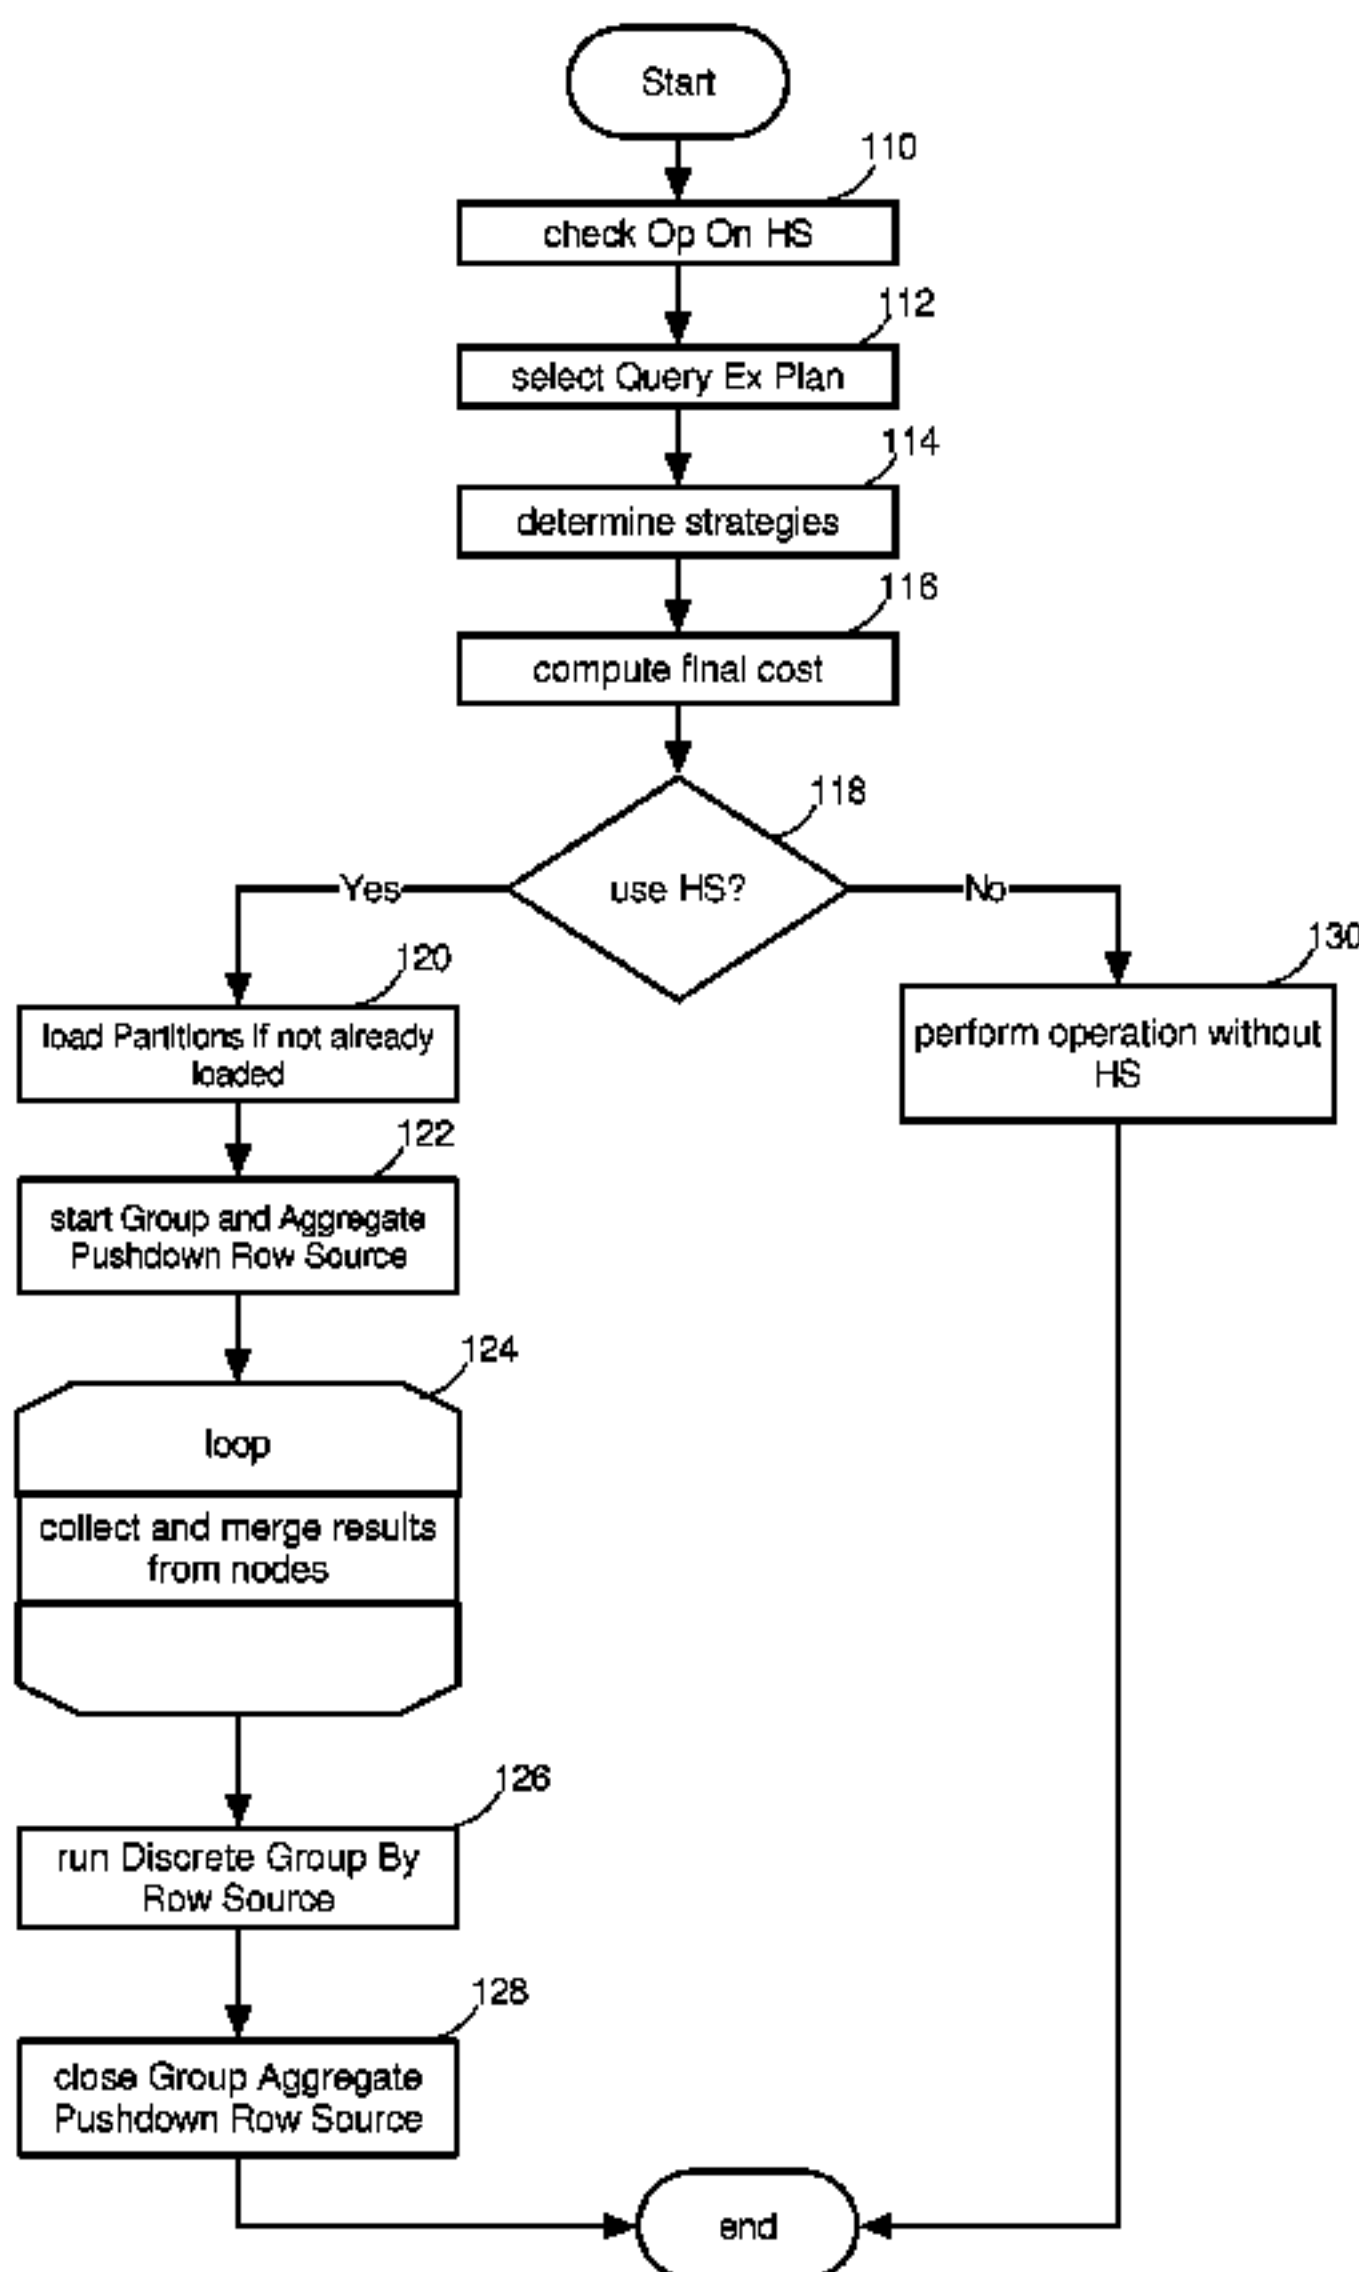 Start
110
check Op On HS
112
select Query Ex Plan
114
determine strategies
116
compute final cost
118
use HS?
Yes
No
120
load Partitions if not already
loaded
130
perform operation without
HS
122
start Group and Aggregate
Pushdown Row Source
124
loop
collect and merge results
from nodes
126
run Discrete Group By
Row Source
128
close Group Aggregate
Pushdown Row Source
end